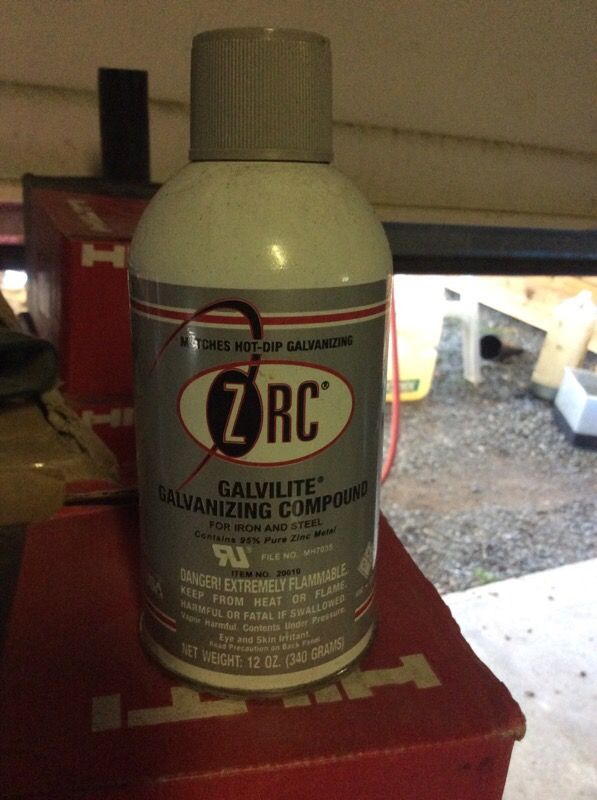 MATCHES HOT-DIP GALVANIZING
ZRC®
GALVILITE®
GALVANIZING COMPOUND
FOR IRON AND STEEL
Contains 95% Pure Zinc Metal
FILE NO. MH7035
ITEM NO. 20010
DANGER! EXTREMELY FLAMMABLE.
KEEP FROM HEAT OR FLAME.
HARMFUL OR FATAL IF SWALLOWED.
Vapor Harmful. Contents Under Pressure.
Eye and Skin Irritant.
Read Precaution on Back Panel
NET WEIGHT: 12 OZ. (340 GRAMS)
HILTI